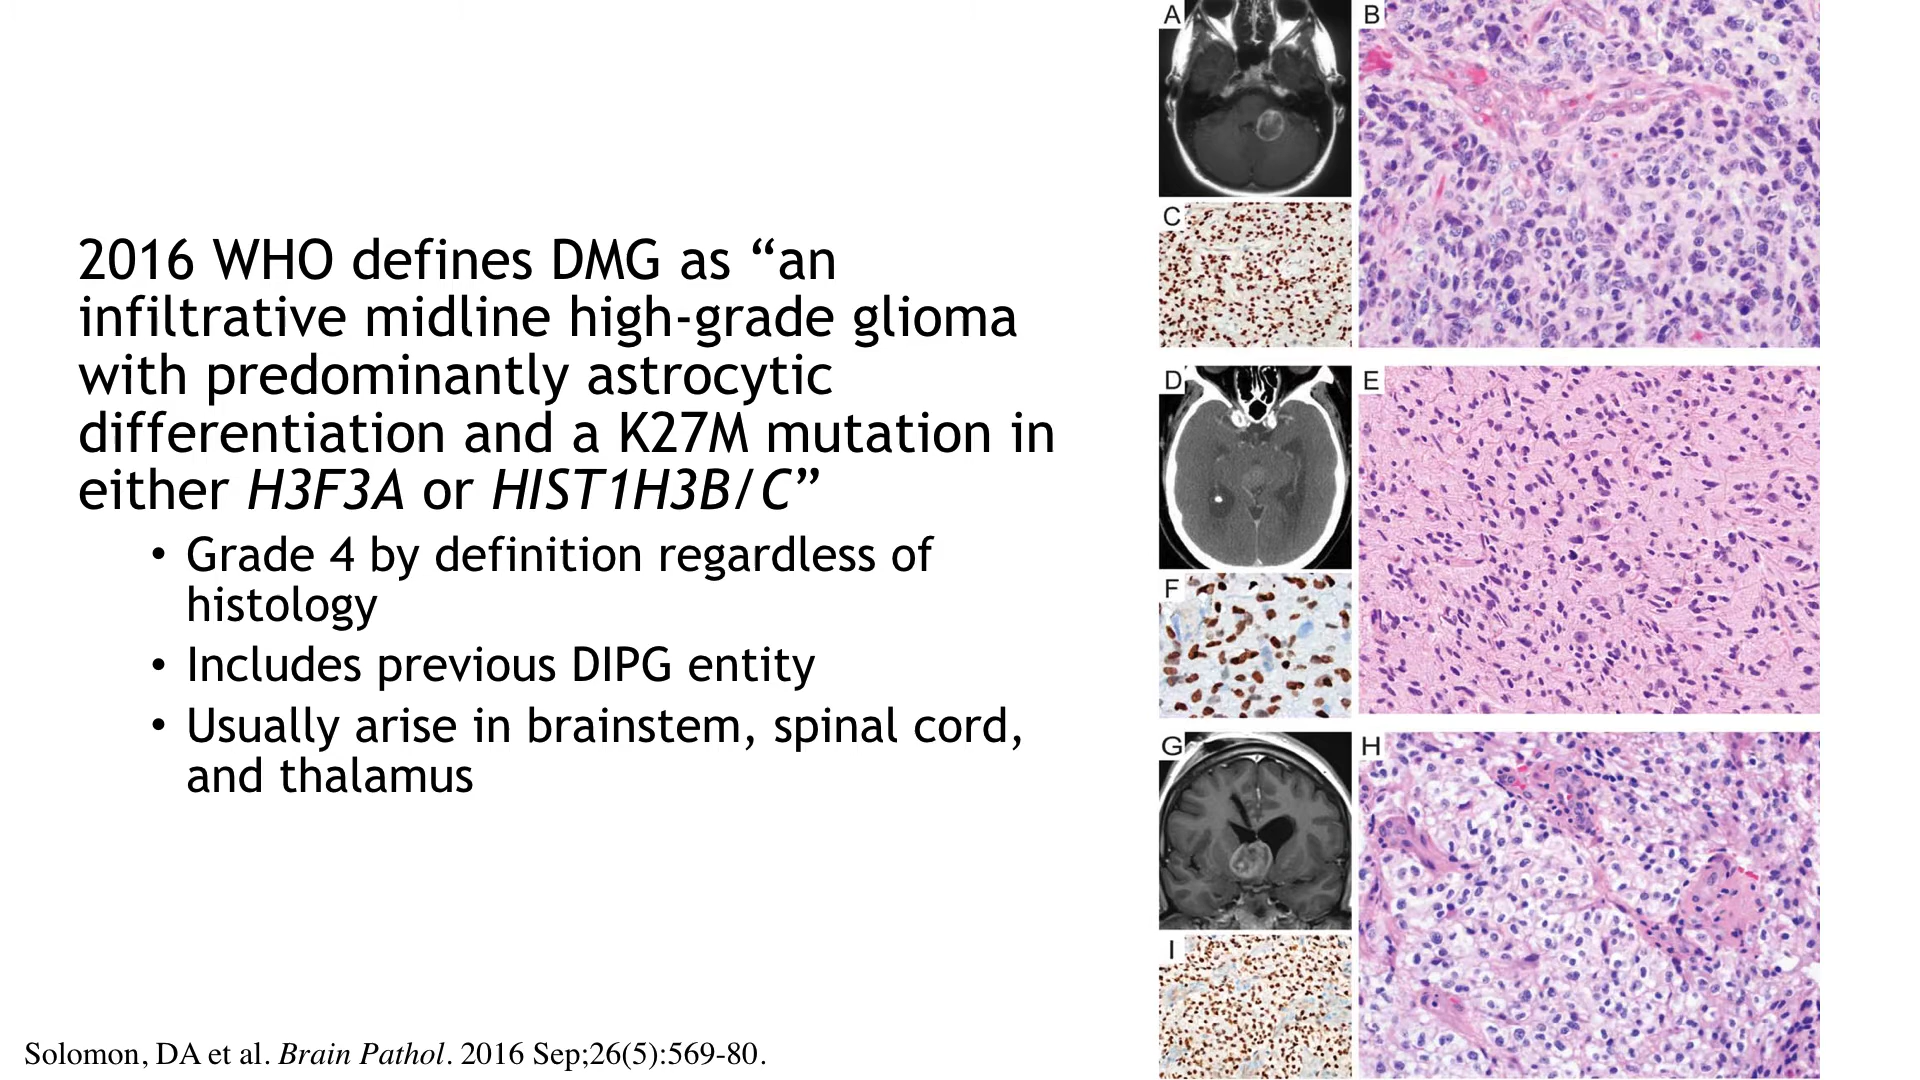 2016 WHO defines DMG as “an
infiltrative midline high-grade glioma
with predominantly astrocytic
differentiation and a K27M mutation in
either H3F3A or HIST1H3B/C”
• Grade 4 by definition regardless of
histology
• Includes previous DIPG entity
• Usually arise in brainstem, spinal cord,
and thalamus
Solomon, DA et al. Brain Pathol. 2016 Sep;26(5):569-80.
A
B
C
D
E
F
G
H
I